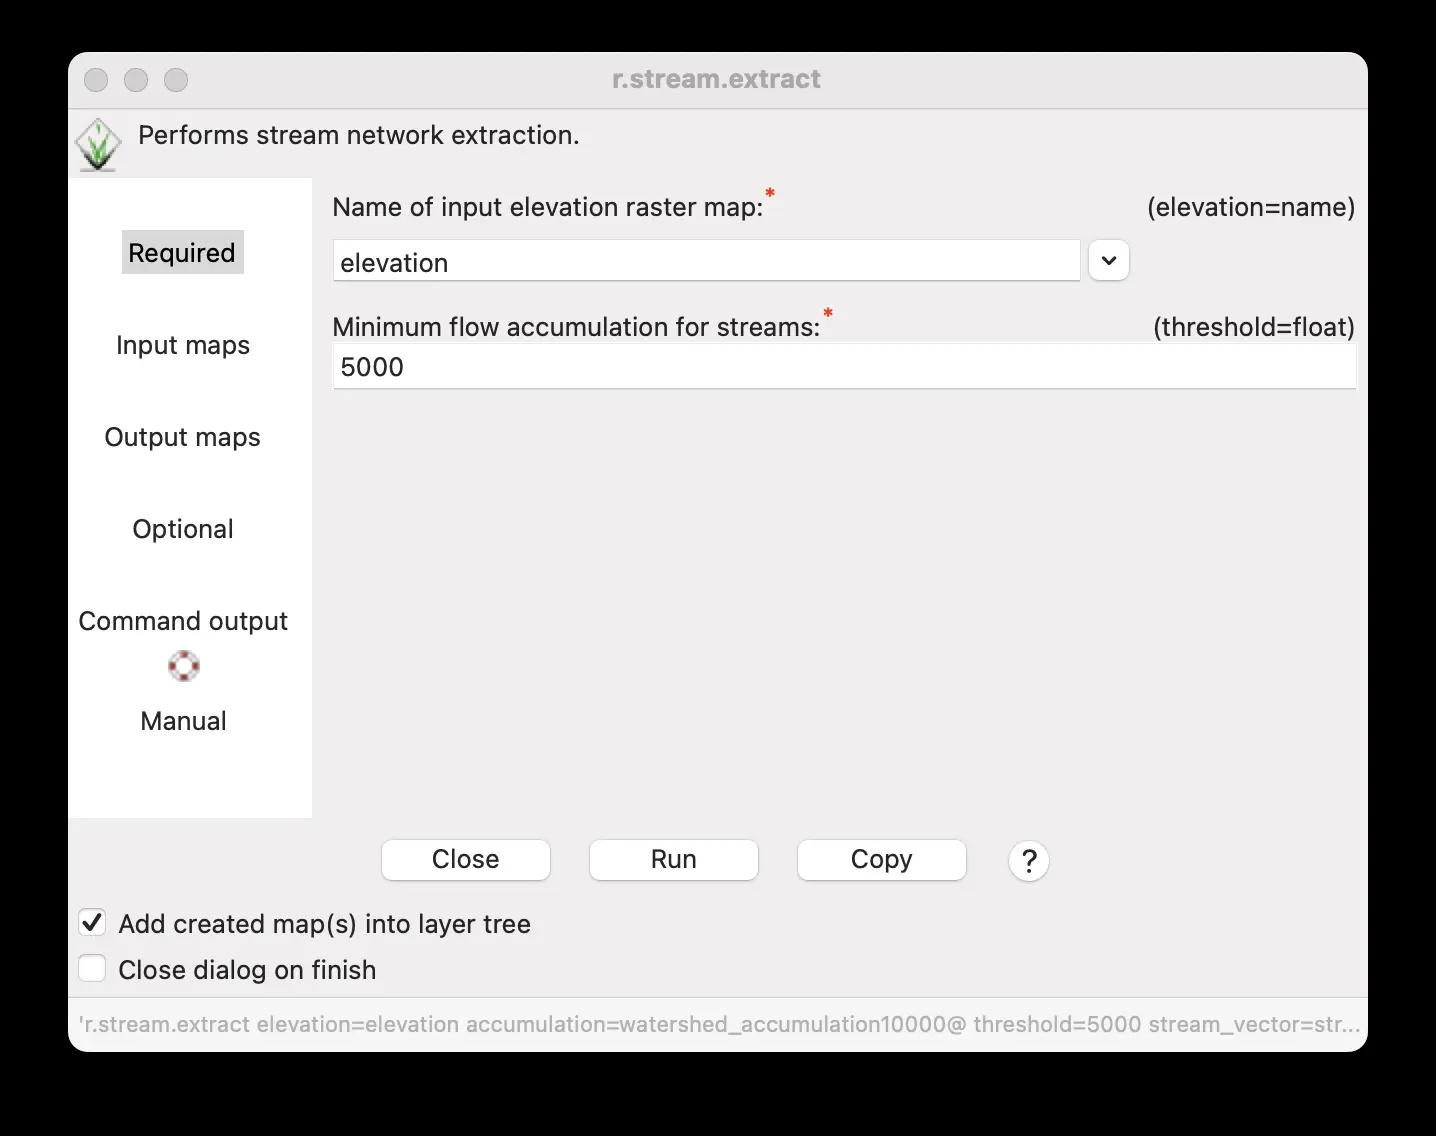 r.stream.extract
Performs stream network extraction.
Required
Input maps
Output maps
Optional
Command output
Manual
Name of input elevation raster map:* (elevation=name)
elevation
Minimum flow accumulation for streams:* (threshold=float)
5000
Close Run Copy ?
Add created map(s) into layer tree
Close dialog on finish
'r.stream.extract elevation=elevation accumulation=watershed_accumulation10000@ threshold=5000 stream_vector=str...